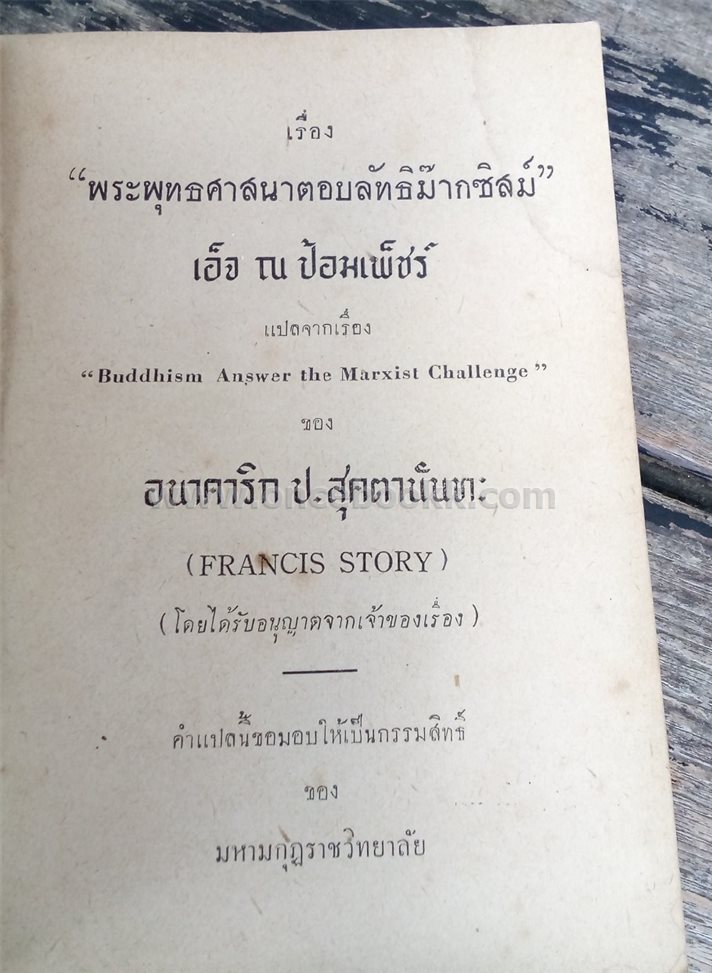 เรื่อง
“พระพุทธศาสนาตอบลัทธิม๊ากซิสม์”
เอ็จ ณ ป้อมเพ็ชร์
แปลจากเรื่อง
“Buddhism Answer the Marxist Challenge”
ของ
อนาคาริก ป. สุคตานันทะ
(FRANCIS STORY)
(โดยได้รับอนุญาตจากเจ้าของเรื่อง)
คำแปลนี้ขอมอบให้เป็นกรรมสิทธิ์
ของ
มหามกุฏราชวิทยาลัย